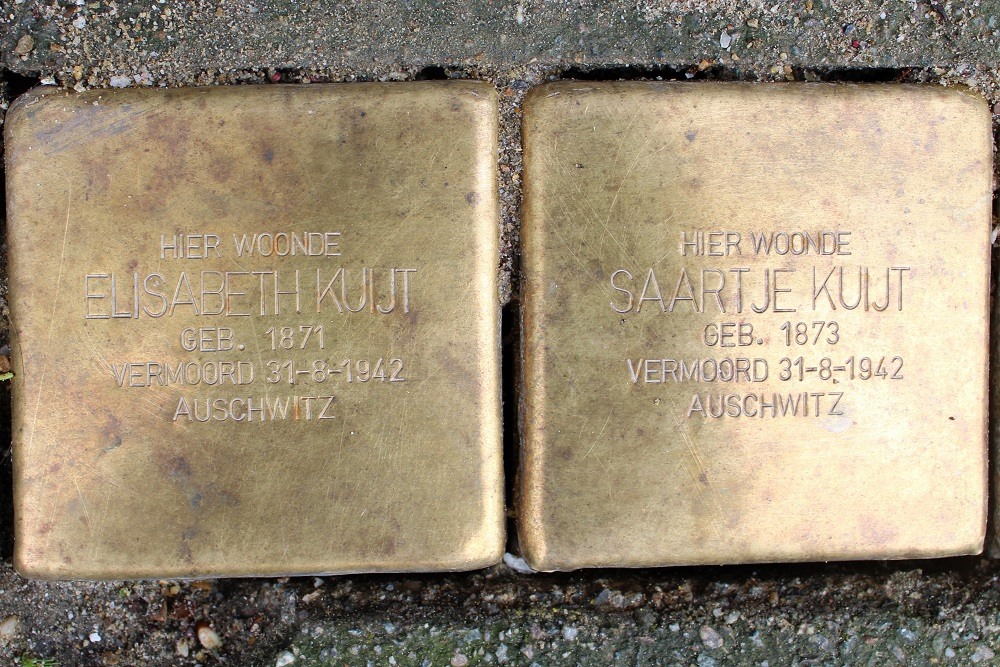 HIER WOONDE
ELISABETH KUIJT
GEB. 1871
VERMOORD 31-8-1942
AUSCHWITZ
HIER WOONDE
SAARTJE KUIJT
GEB. 1873
VERMOORD 31-8-1942
AUSCHWITZ